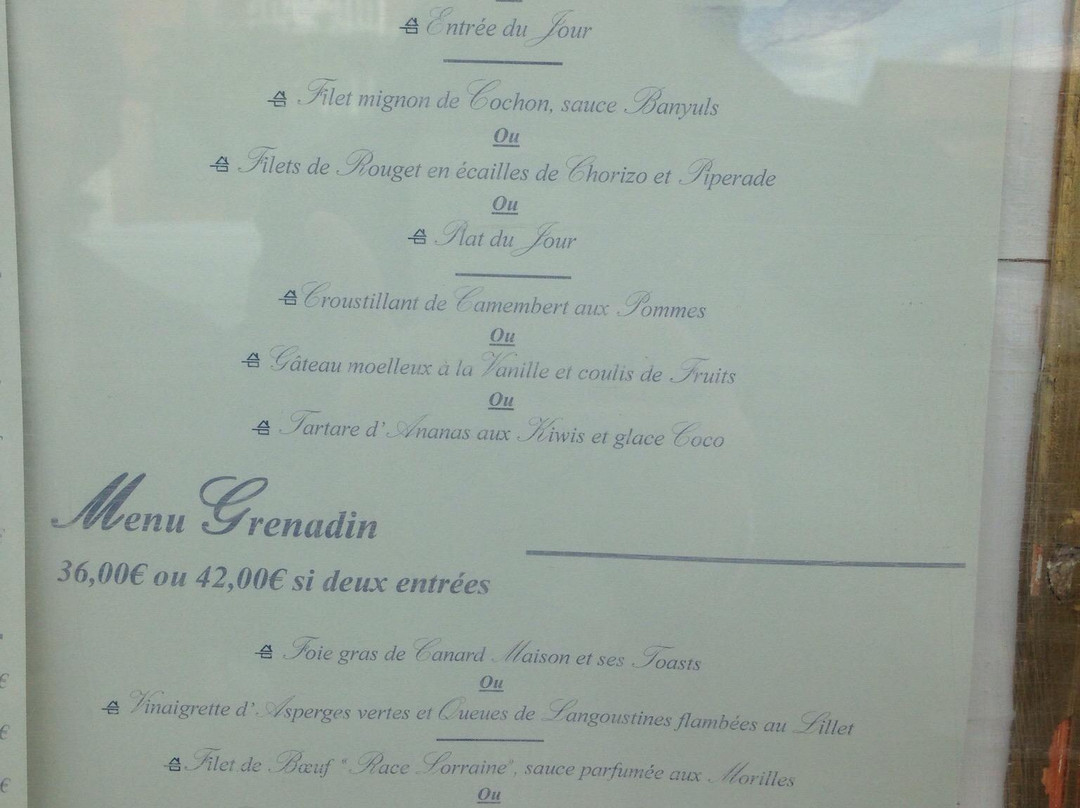 Entrée du Jour
Filet mignon de Cochon, sauce Banyuls
Ou
Filets de Rouget en écailles de Chorizo et Piperade
Ou
Plat du Jour
Croustillant de Camembert aux Pommes
Ou
Gâteau moelleux à la Vanille et coulis de Fruits
Ou
Tartare d'Ananas aux Kiwis et glace Coco
Menu Grenadin
36,00€ ou 42,00€ si deux entrées
Foie gras de Canard Maison et ses Toasts
Ou
Vinaigrette d'Asperges vertes et Queues de Langoustines flambées au Lillet
Filet de Bœuf "Race Lorraine", sauce parfumée aux Morilles
Ou
€
€
€